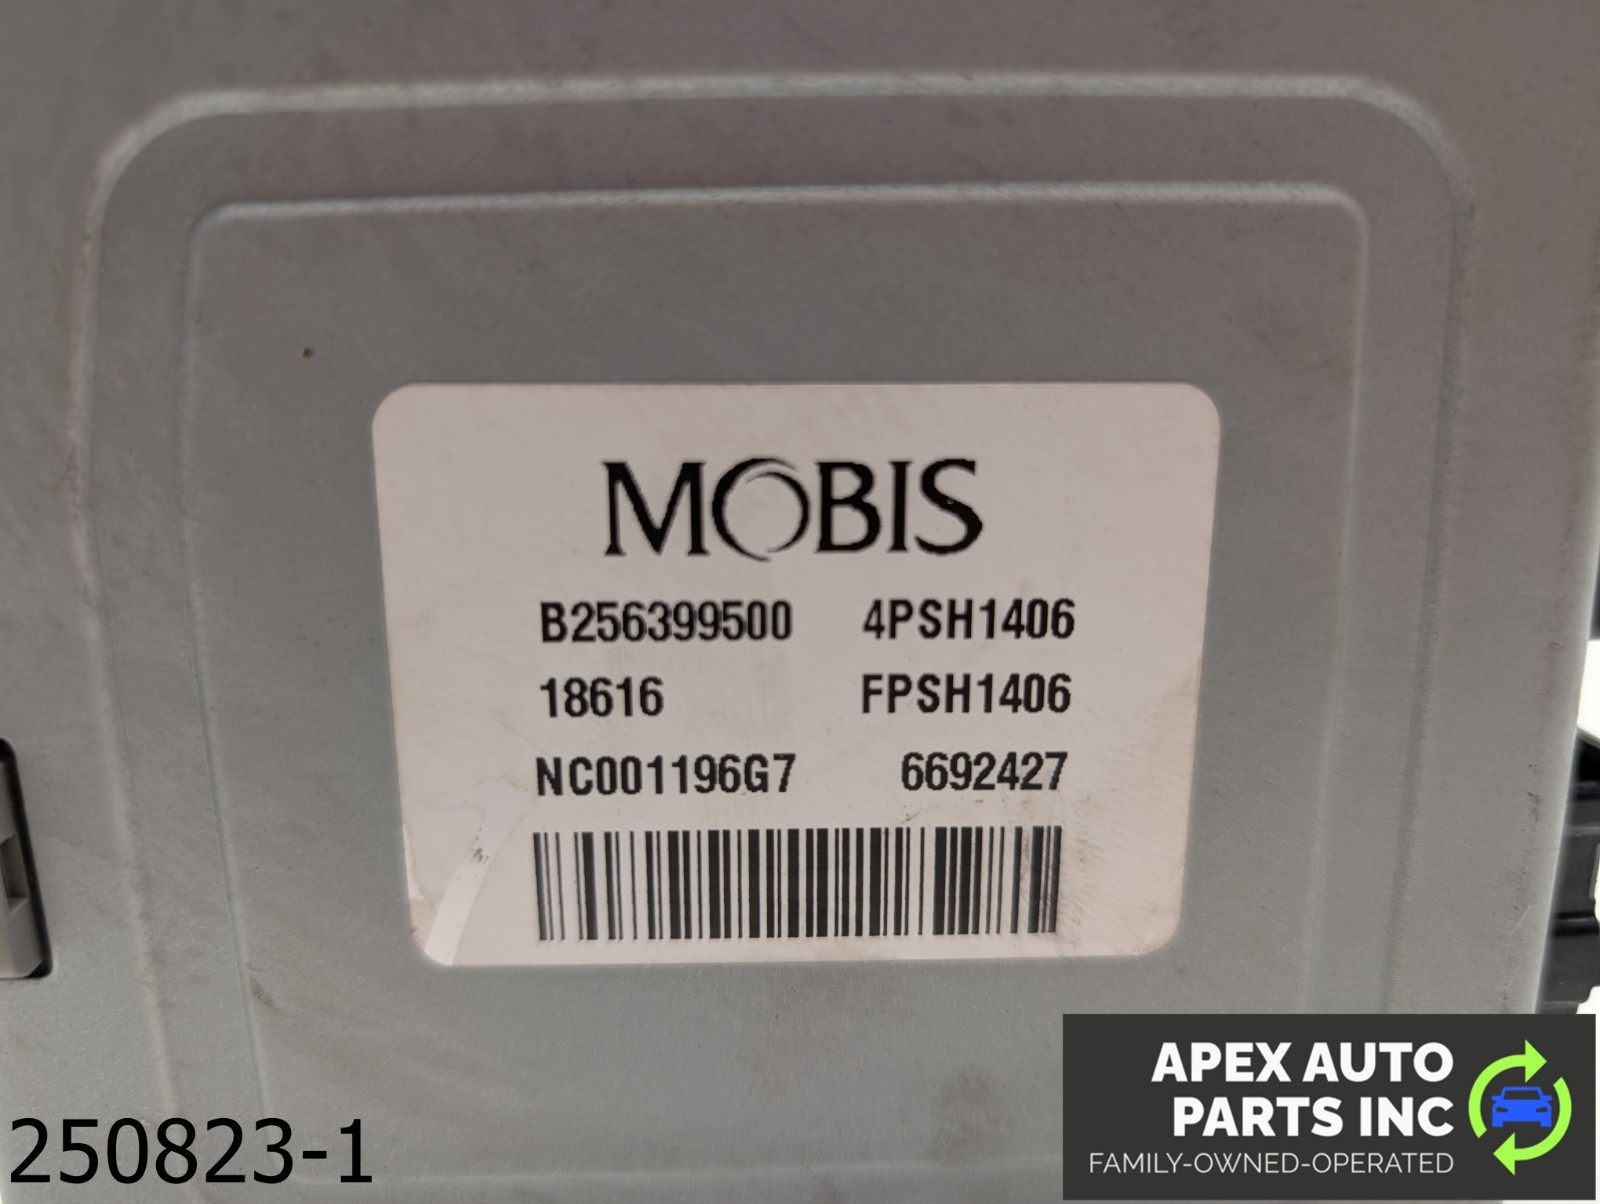 MOBIS
B256399500 4PSH1406
18616 FPSH1406
NC001196G7 6692427
250823-1
APEX AUTO
PARTS INC
FAMILY-OWNED-OPERATED